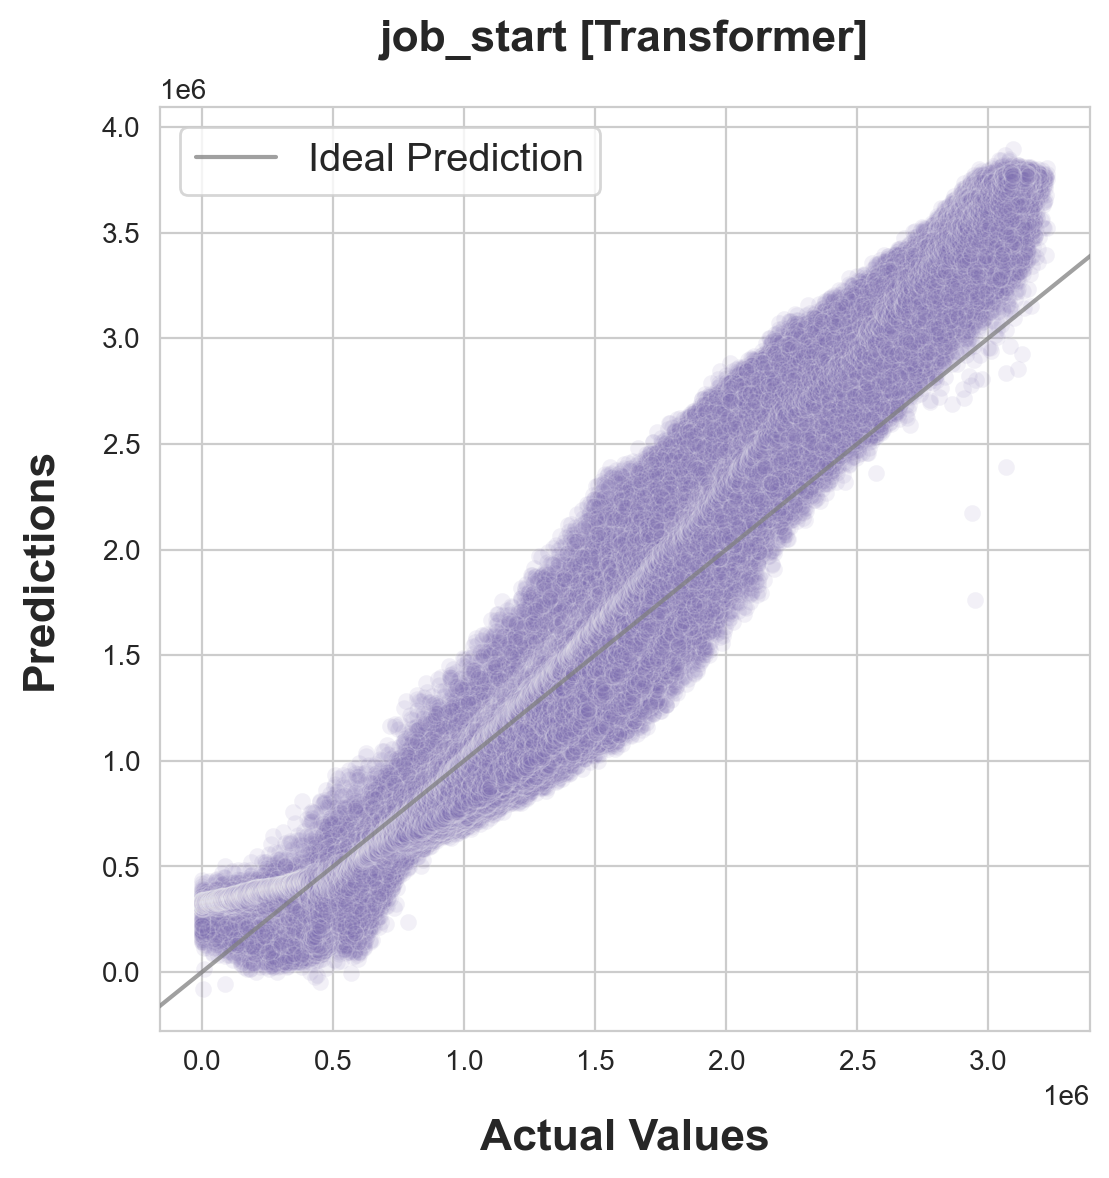 job_start [Transformer]
1e6
Ideal Prediction
4.0
3.5
3.0
2.5
2.0
1.5
1.0
0.5
0.0
Predictions
0.0 0.5 1.0 1.5 2.0 2.5 3.0
1e6
Actual Values